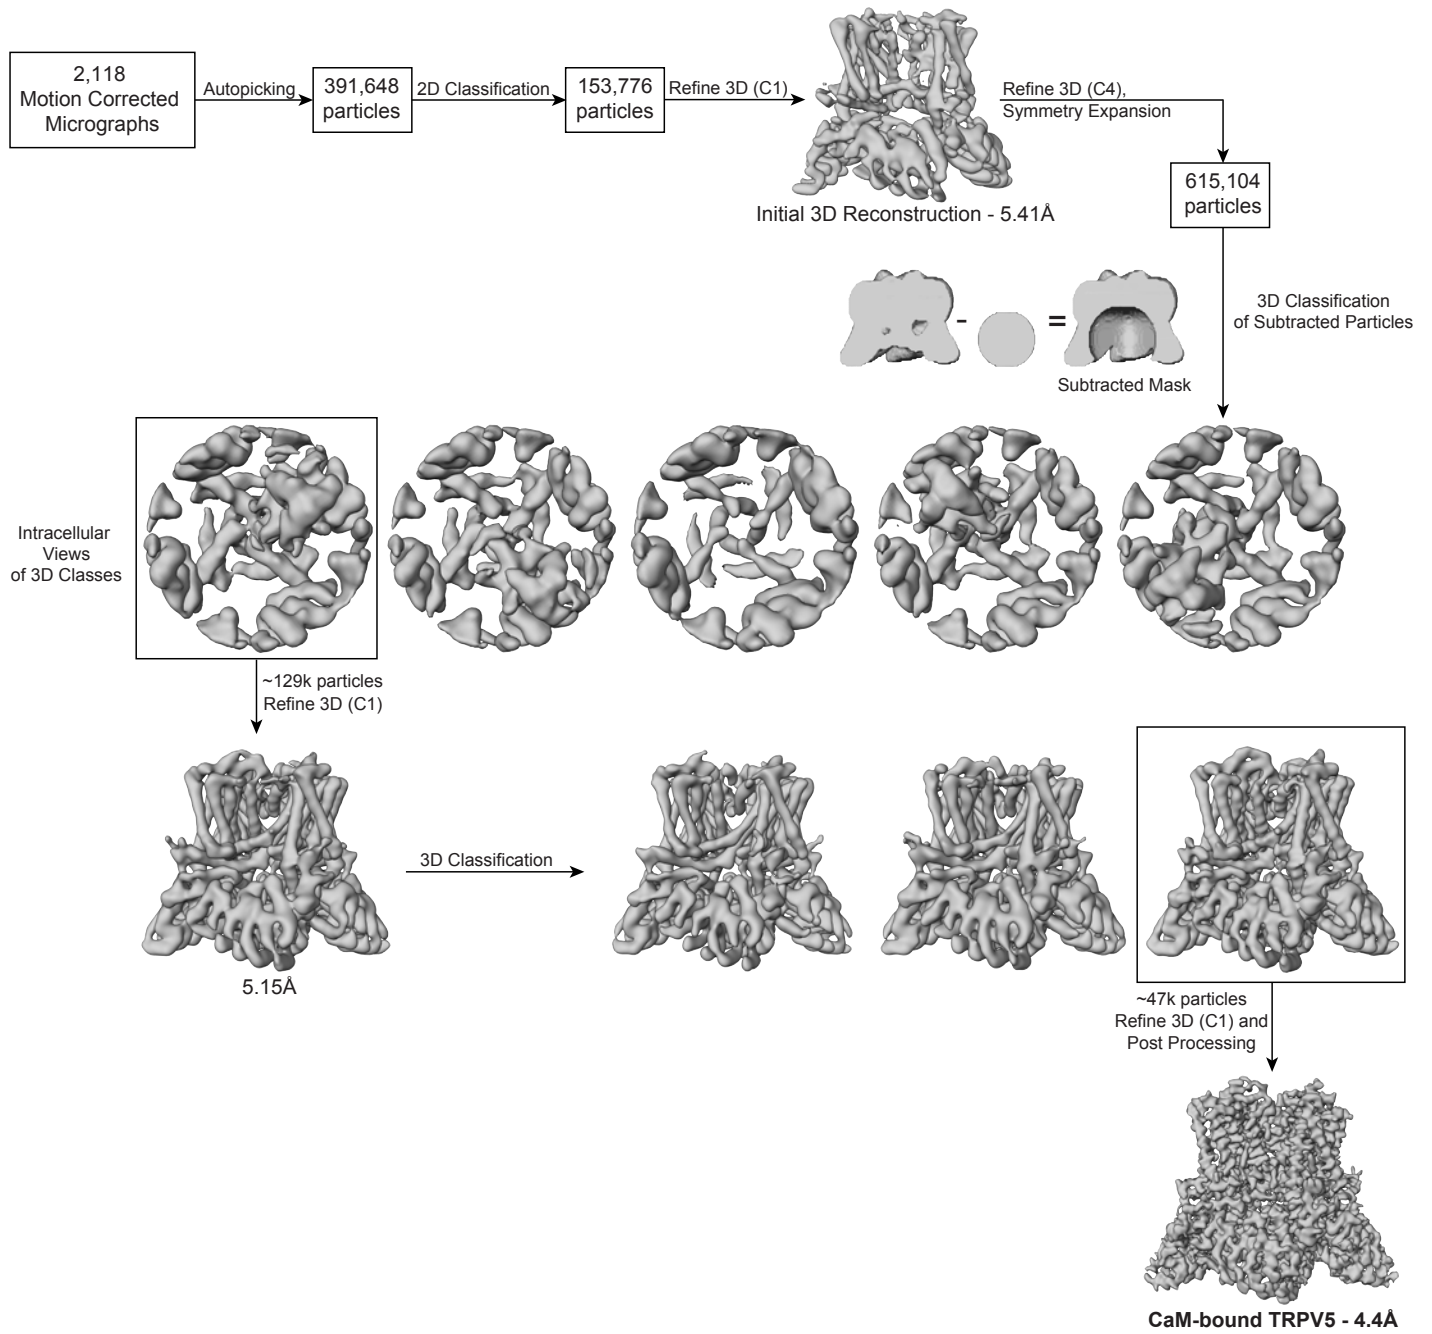 2,118
Motion Corrected
Micrographs
Autopicking
391,648
particles
2D Classification
153,776
particles
Refine 3D (C1)
Initial 3D Reconstruction - 5.41Å
Refine 3D (C4),
Symmetry Expansion
615,104
particles
-
=
Subtracted Mask
3D Classification
of Subtracted Particles
Intracellular
Views
of 3D Classes
~129k particles
Refine 3D (C1)
5.15Å
3D Classification
~47k particles
Refine 3D (C1) and
Post Processing
CaM-bound TRPV5 - 4.4Å